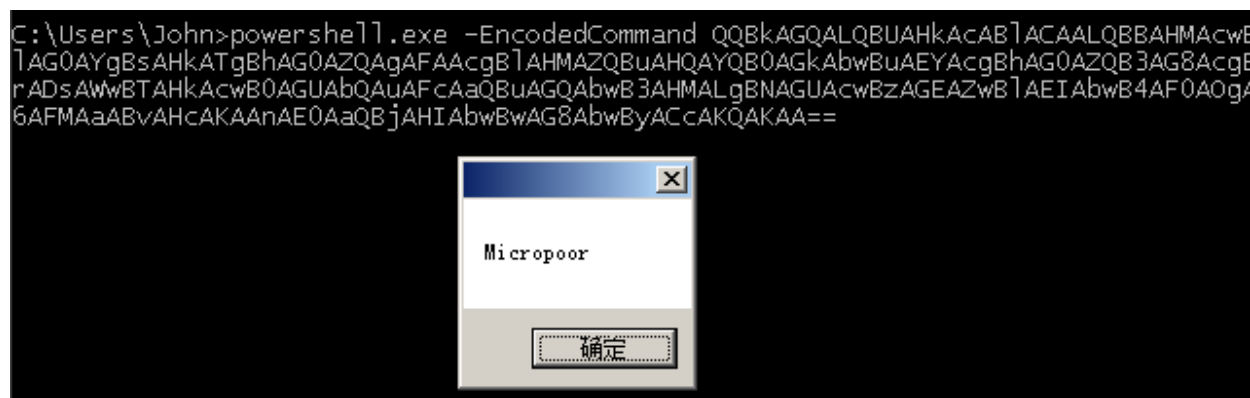 C:\Users\John>powershell.exe -EncodedCommand QQBkAGQALQBUAHkAcABlACAALQBBAHMAcwB
lAG0AYgBsAHkATgBhAG0AZQAgAFAAcgBlAHMAZQBuAHQAYQB0AGkAbwBuAEYAcgBhAG0AZQB3AG8AcgB
rADsAWwBTAHkAcwB0AGUAbQAuAFcAaQBuAGQAbwB3AHMALgBNAGUAcwBzAGEAZwBlAEIAbwB4AF0AOgA
6AFMAaABvAHcAKAAnAE0AaQBjAHIAbwBwAG8AbwByACcAKQAKAA==
Micropoor
确定